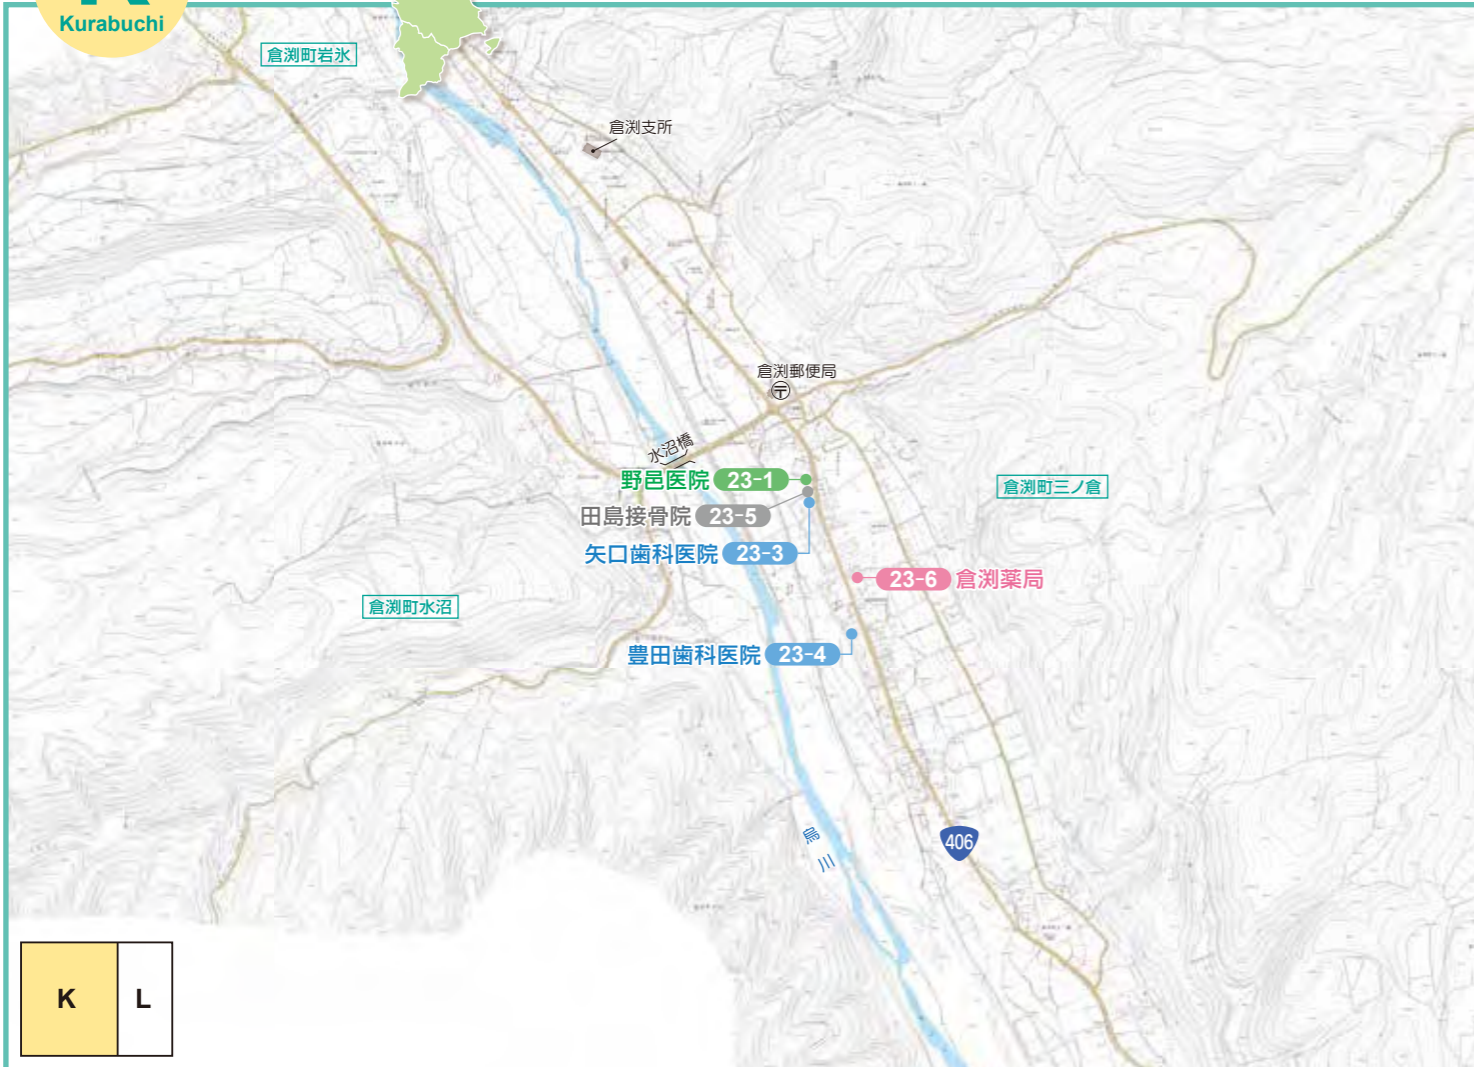 Kurabuchi
倉渕町岩氷
倉渕支所
倉渕郵便局
水沼橋
野邑医院 23-1
田島接骨院 23-5
矢口歯科医院 23-3
倉渕町三ノ倉
23-6 倉渕薬局
倉渕町水沼
豊田歯科医院 23-4
406
烏川
K L